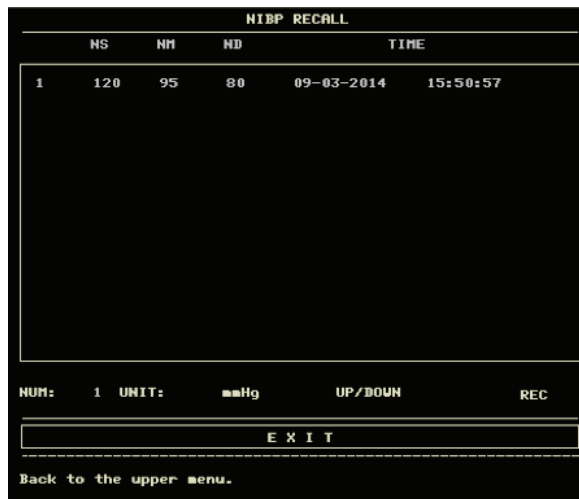 NIBP RECALL
NS NM ND TIME
1 120 95 80 09-03-2014 15:50:57
NUM: 1 UNIT: mmHg UP/DOWN REC
E X I T
Back to the upper menu.